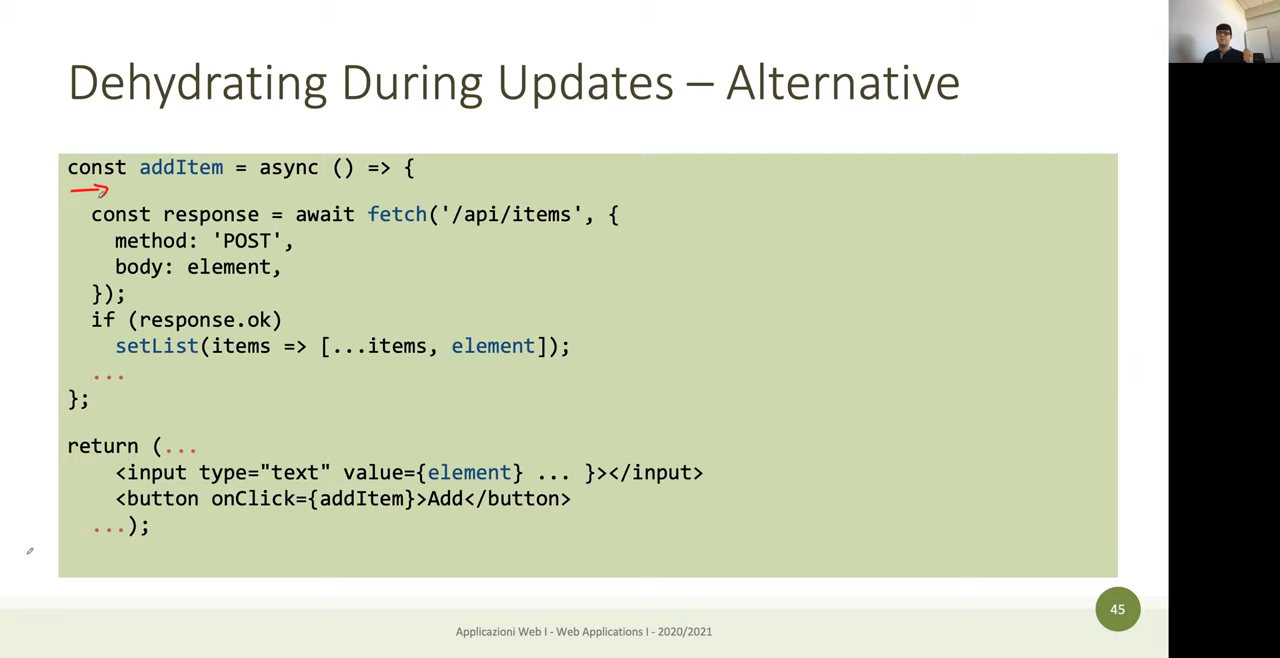 Dehydrating During Updates – Alternative
const addItem = async () => {
const response = await fetch('/api/items', {
method: 'POST',
body: element,
});
if (response.ok)
setList(items => [...items, element]);
...
};
return (...
<input type="text" value={element} ... }></input>
<button onClick={addItem}>Add</button>
...);
45
Applicazioni Web I - Web Applications I - 2020/2021